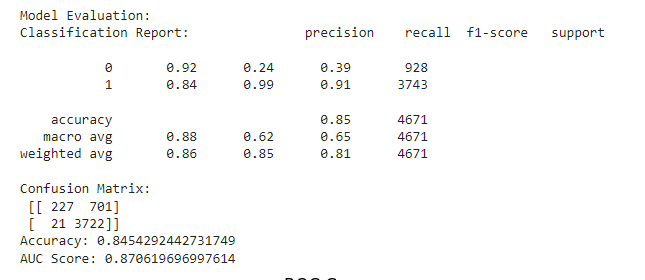 Model Evaluation:
Classification Report:               precision    recall  f1-score   support

           0       0.92      0.24      0.39       928
           1       0.84      0.99      0.91      3743

    accuracy                           0.85      4671
   macro avg       0.88      0.62      0.65      4671
weighted avg       0.86      0.85      0.81      4671

Confusion Matrix:
 [[ 227  701]
 [  21 3722]]
Accuracy: 0.8454292442731749
AUC Score: 0.870619696997614